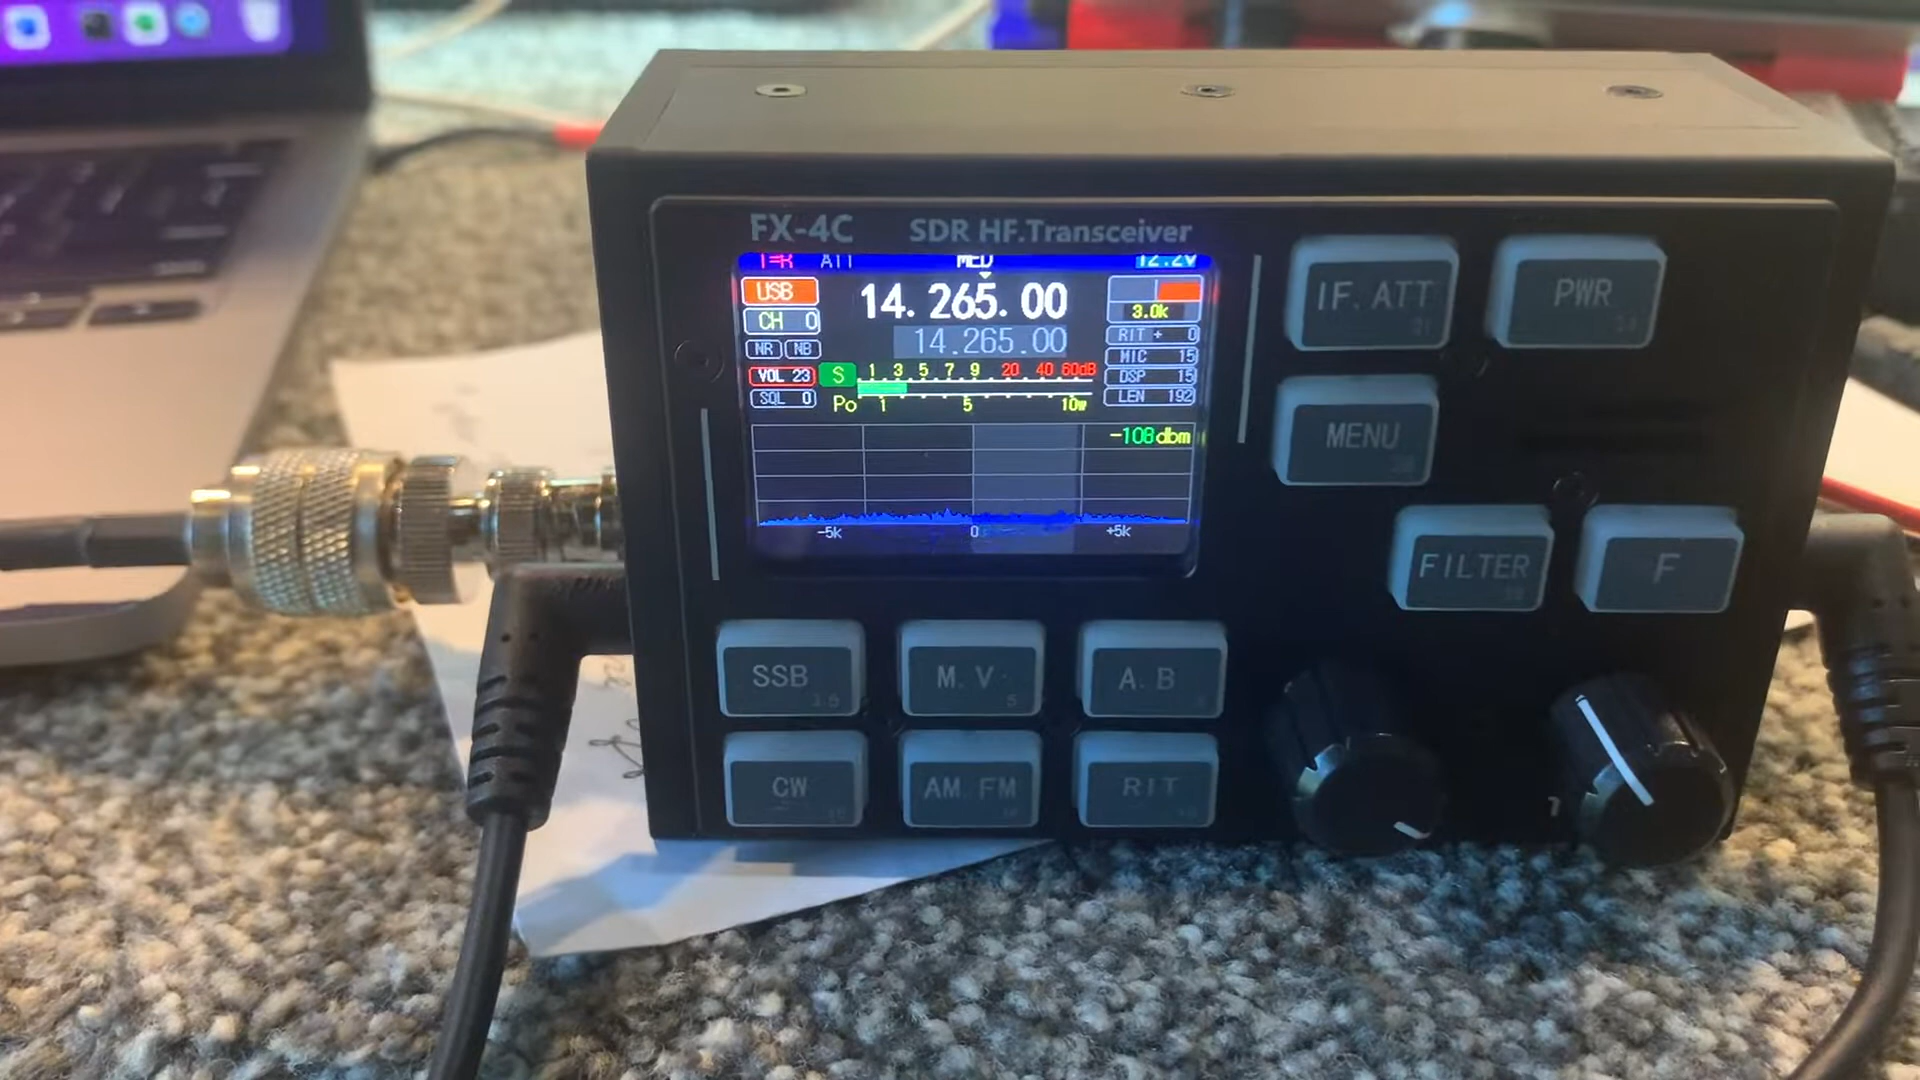 FX-4C SDR HF.Transceiver
T=R ATT MED 12.2V
USB 14.265.00
3.0k
CH 0 14.265.00
RIT + 0
NR NB
MIC 15
VOL 23 S 1 3 5 7 9 20 40 60dB
DSP 15
SQL 0 Po 1 5 10w
LEN 192
-108dbm
-5k 0 +5k
IF.ATT PWR
MENU
FILTER F
SSB M.V A.B
CW AM.FM RIT